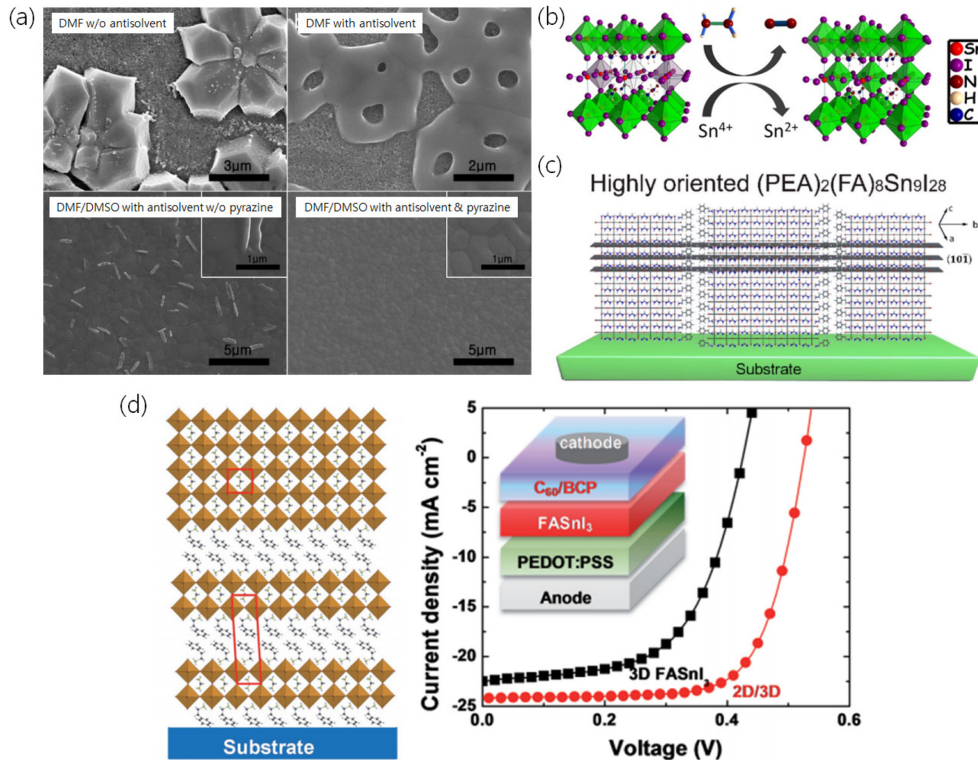 (a)
DMF w/o antisolvent
DMF with antisolvent
3μm
2μm
DMF/DMSO with antisolvent w/o pyrazine
DMF/DMSO with antisolvent & pyrazine
1μm
1μm
5μm
5μm
(b)
Sn⁴⁺
Sn²⁺
I
N
H
C
(c)
Highly oriented (PEA)₂(FA)₈Sn₉I₂₈
c
b
a
(101̄)
Substrate
(d)
Substrate
Current density (mA cm⁻²)
5
0
-5
-10
-15
-20
-25
0.0
0.2
0.4
0.6
Voltage (V)
cathode
C₆₀/BCP
FASnI₃
PEDOT:PSS
Anode
3D FASnI₃
2D/3D